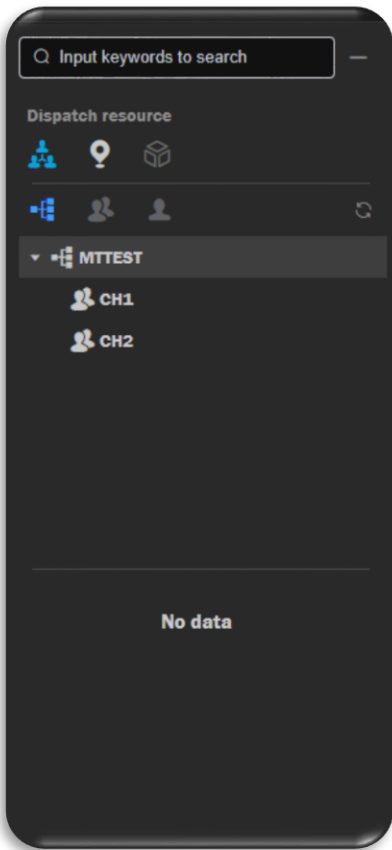 Input keywords to search
Dispatch resource
MTTEST
CH1
CH2
No data